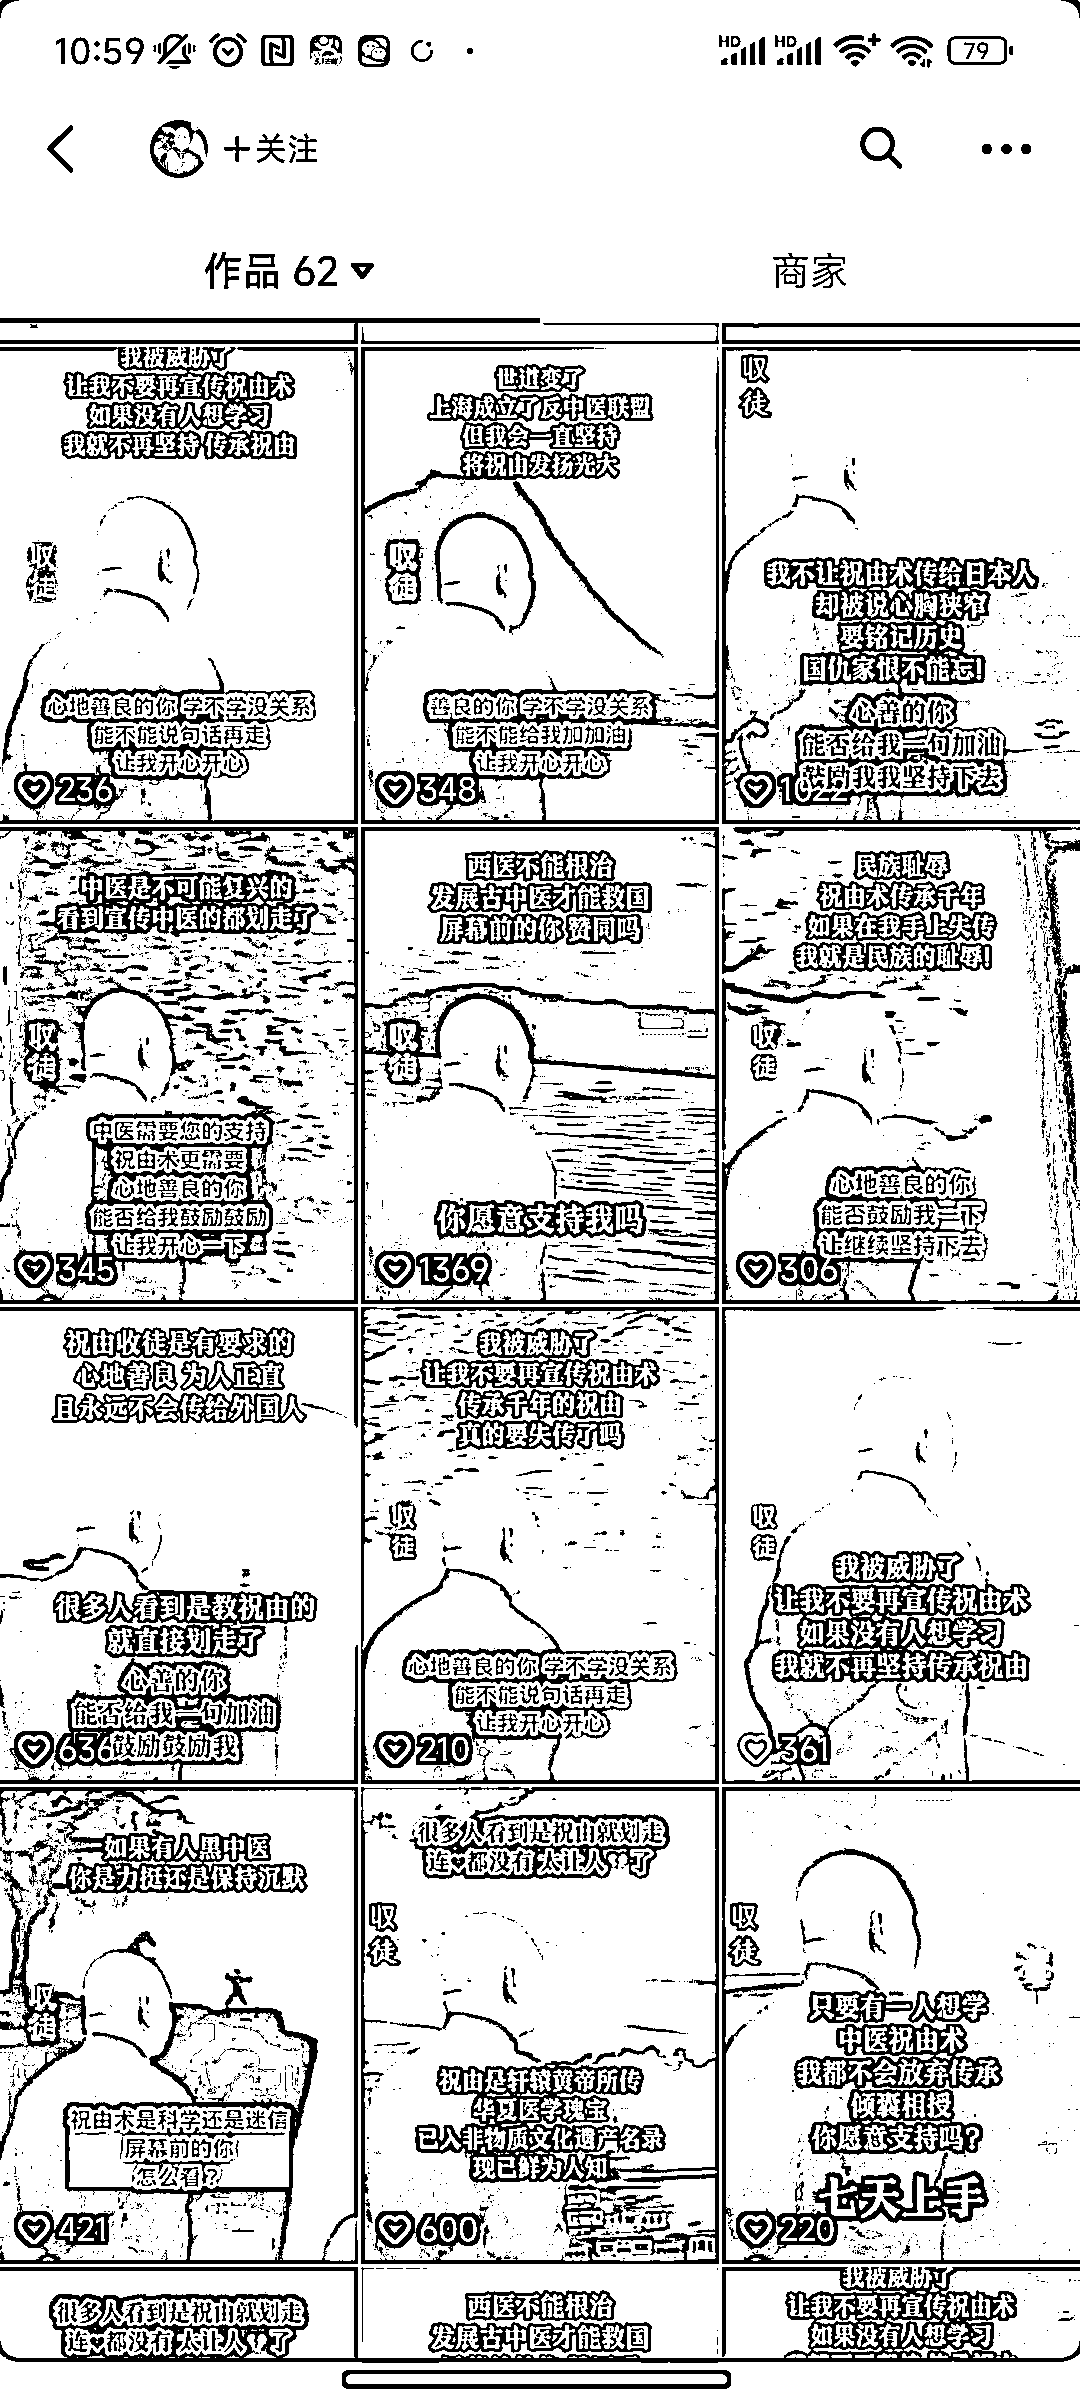 10:59
HD HD 79
+关注
作品 62
商家
我被威胁了
让我不要再宣传祝由术
如果没有人想学习
我就不再坚持 传承祝由
収徒
心地善良的你 学不学没关系
能不能说句话再走
让我开心开心
236
世道变了
上海成立了反中医联盟
但我会一直坚持
将祝由发扬光大
収徒
善良的你 学不学没关系
能不能给我加加油
让我开心开心
348
収徒
我不让祝由术传给日本人
却被说心胸狭窄
要铭记历史
国仇家恨不能忘!
心善的你
能否给我一句加油
鼓励我我坚持下去
1022
中医是不可能复兴的
看到宣传中医的都划走了
収徒
中医需要您的支持
祝由术更需要
心地善良的你
能否给我鼓励鼓励
让我开心一下
345
西医不能根治
发展古中医才能救国
屏幕前的你 赞同吗
収徒
你愿意支持我吗
1369
民族耻辱
祝由术传承千年
如果在我手上失传
我就是民族的耻辱!
収徒
心地善良的你
能否鼓励我一下
让继续坚持下去
306
祝由收徒是有要求的
心地善良 为人正直
且永远不会传给外国人
很多人看到是教祝由的
就直接划走了
心善的你
能否给我一句加油
鼓励鼓励我
636
我被威胁了
让我不要再宣传祝由术
传承千年的祝由
真的要失传了吗
収徒
心地善良的你 学不学没关系
能不能说句话再走
让我开心开心
210
収徒
我被威胁了
让我不要再宣传祝由术
如果没有人想学习
我就不再坚持传承祝由
361
如果有人黑中医
你是力挺还是保持沉默
収徒
祝由术是科学还是迷信
屏幕前的你
怎么看?
421
很多人看到是祝由就划走
连❤都没有 太让人💔了
収徒
祝由是轩辕黄帝所传
华夏医学瑰宝
已入非物质文化遗产名录
现已鲜为人知
600
収徒
只要有一人想学
中医祝由术
我都不会放弃传承
倾囊相授
你愿意支持吗?
七天上手
220
很多人看到是祝由就划走
连❤都没有 太让人💔了
西医不能根治
发展古中医才能救国
我被威胁了
让我不要再宣传祝由术
如果没有人想学习